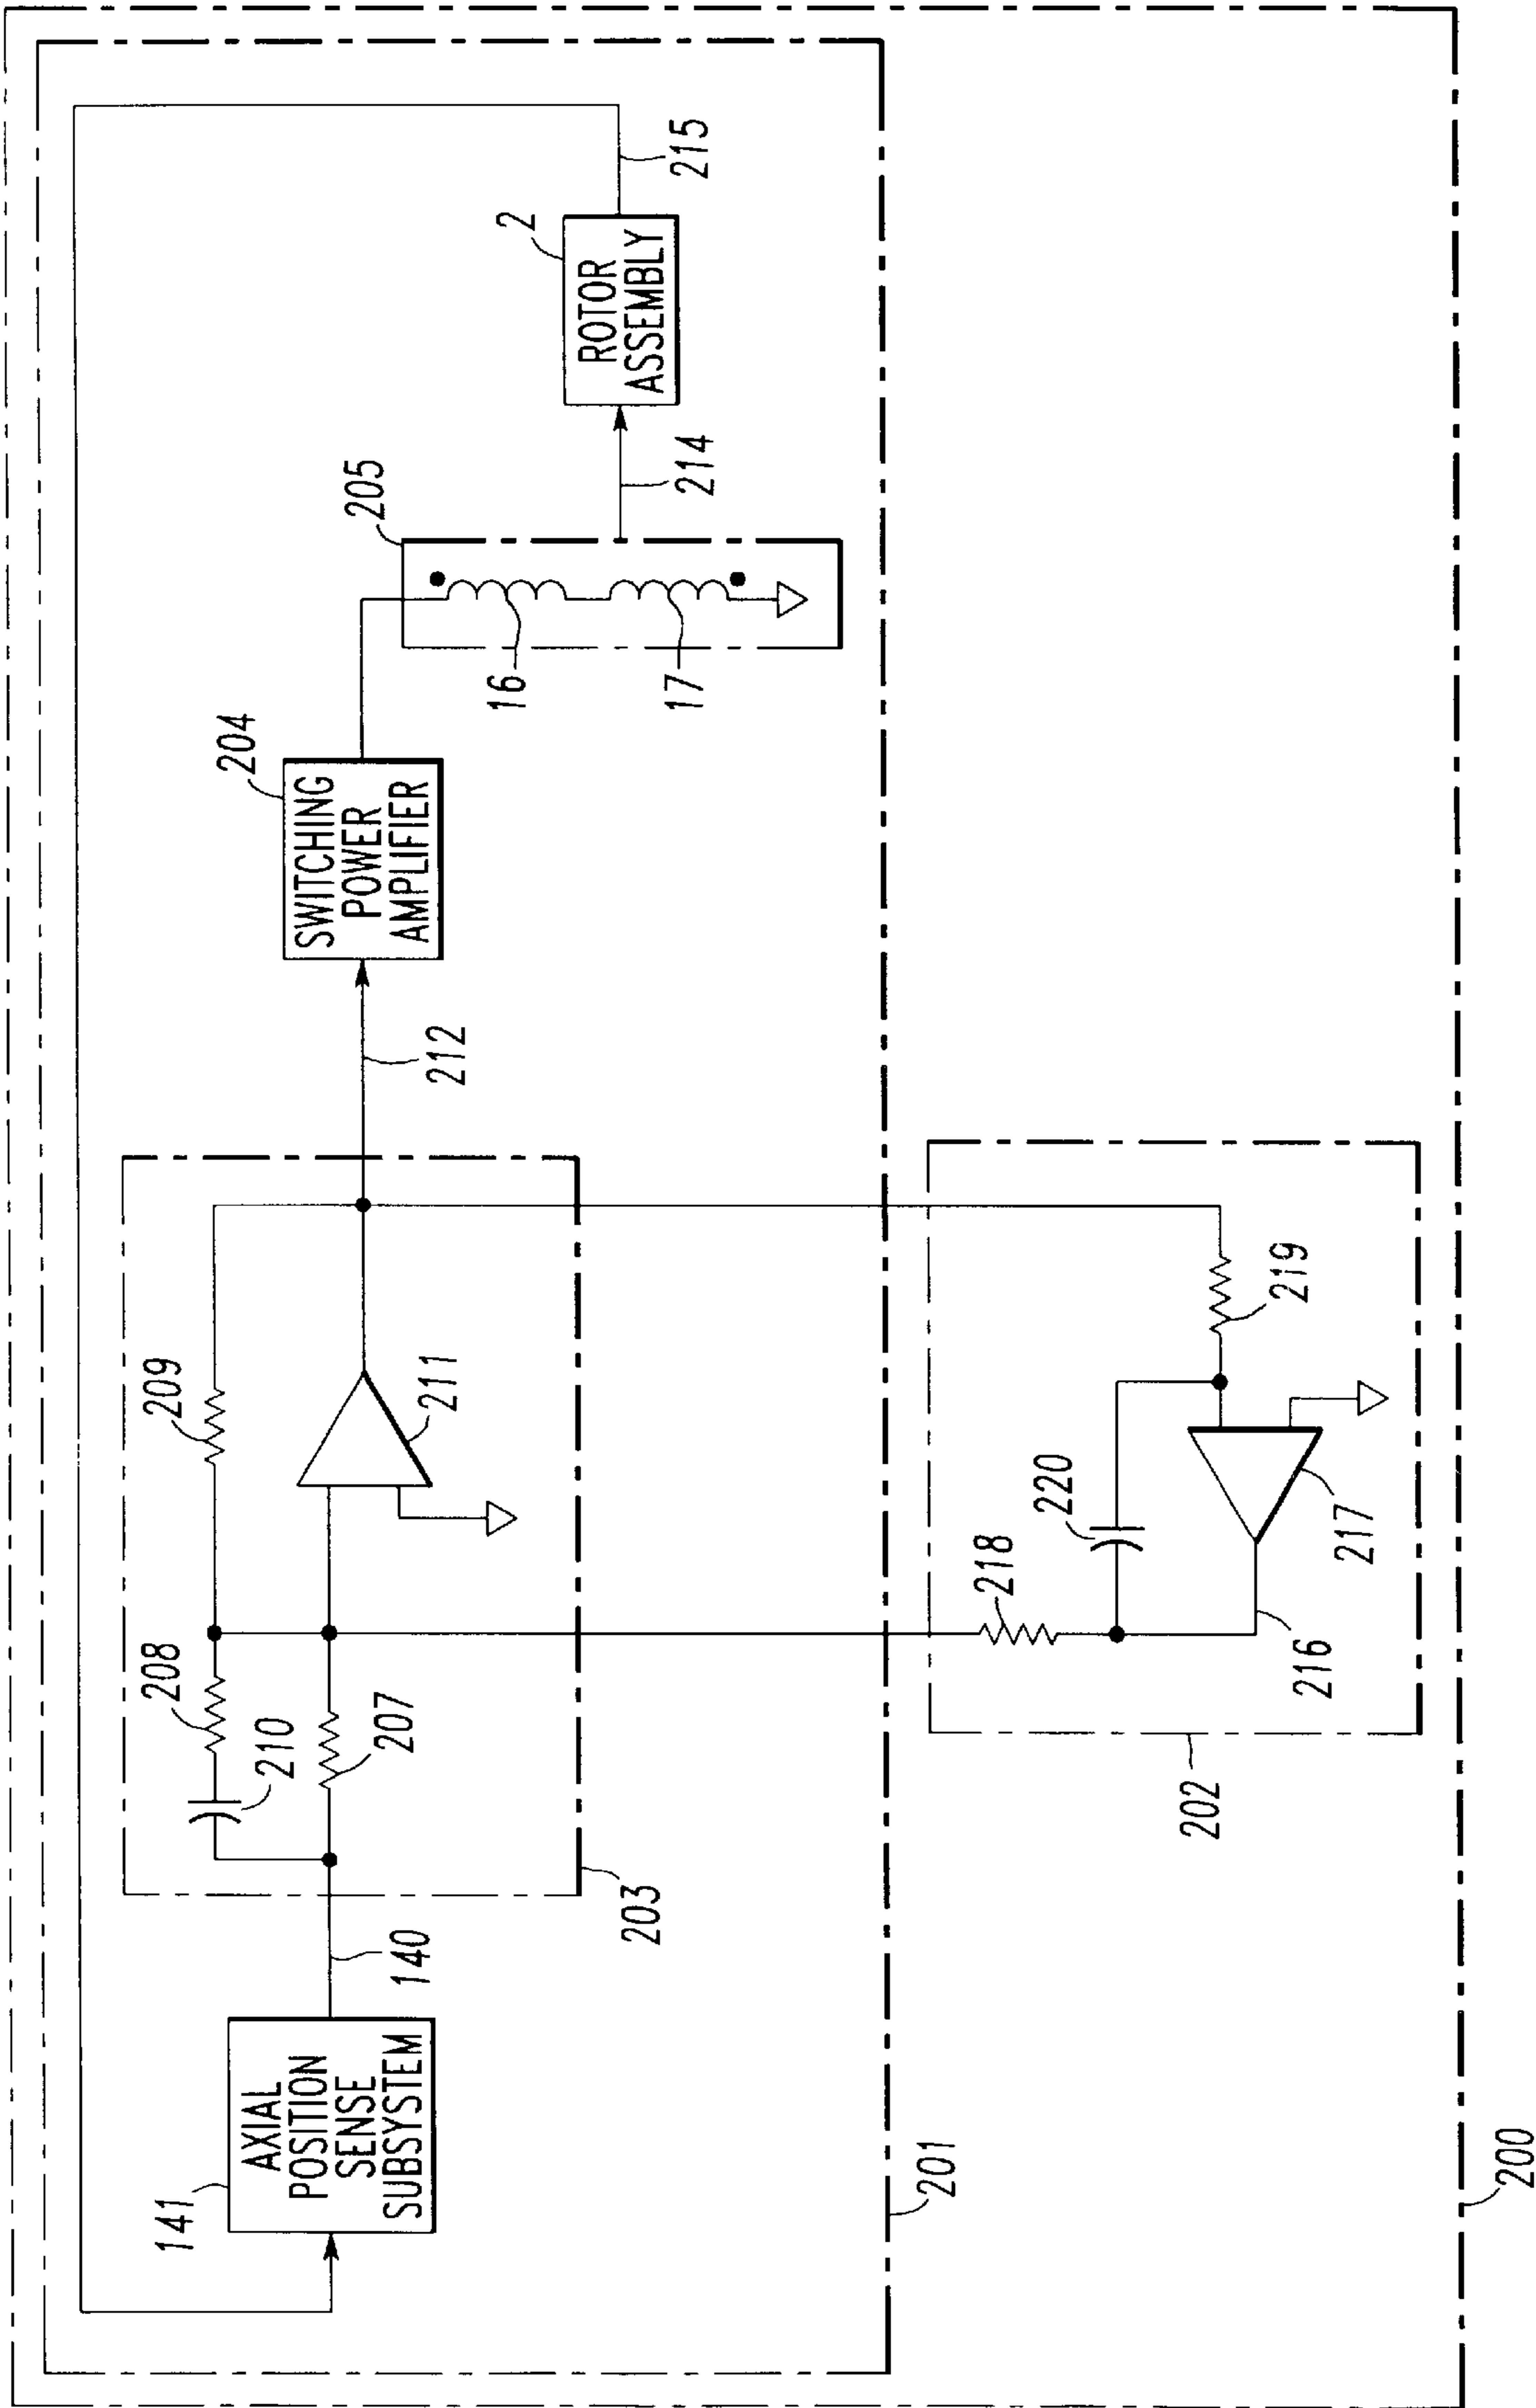 215
2
ROTOR
ASSEMBLY
214
205
16
17
204
SWITCHING
POWER
AMPLIFIER
212
209
211
208
210
207
203
140
141
AXIAL
POSITION
SENSE
SUBSYSTEM
201
219
220
217
218
216
202
200